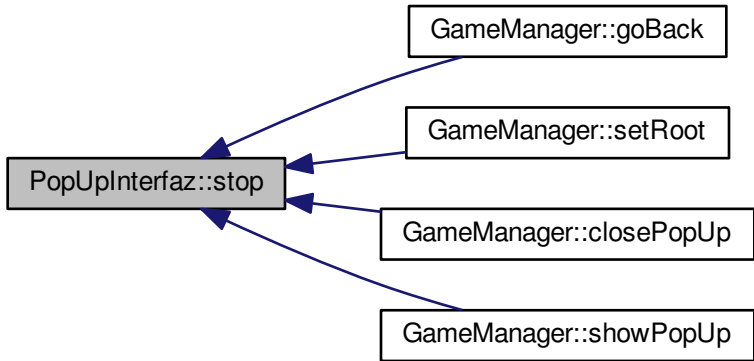 GameManager::goBack
GameManager::setRoot
PopUpInterfaz::stop
GameManager::closePopUp
GameManager::showPopUp